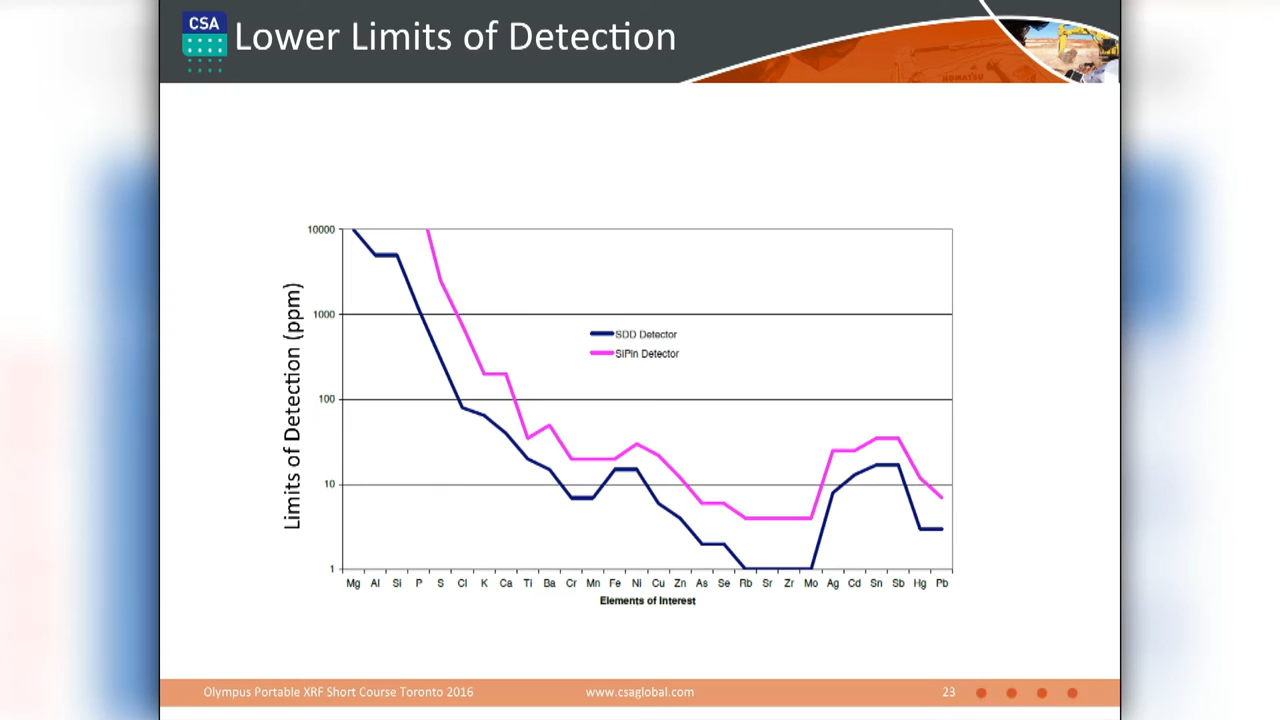 CSA
Lower Limits of Detection
KOMATSU
10000
1000
100
10
1
Limits of Detection (ppm)
SDD Detector
SiPin Detector
Mg Al Si P S Cl K Ca Ti Ba Cr Mn Fe Ni Cu Zn As Se Rb Sr Zr Mo Ag Cd Sn Sb Hg Pb
Elements of Interest
Olympus Portable XRF Short Course Toronto 2016 www.csaglobal.com 23